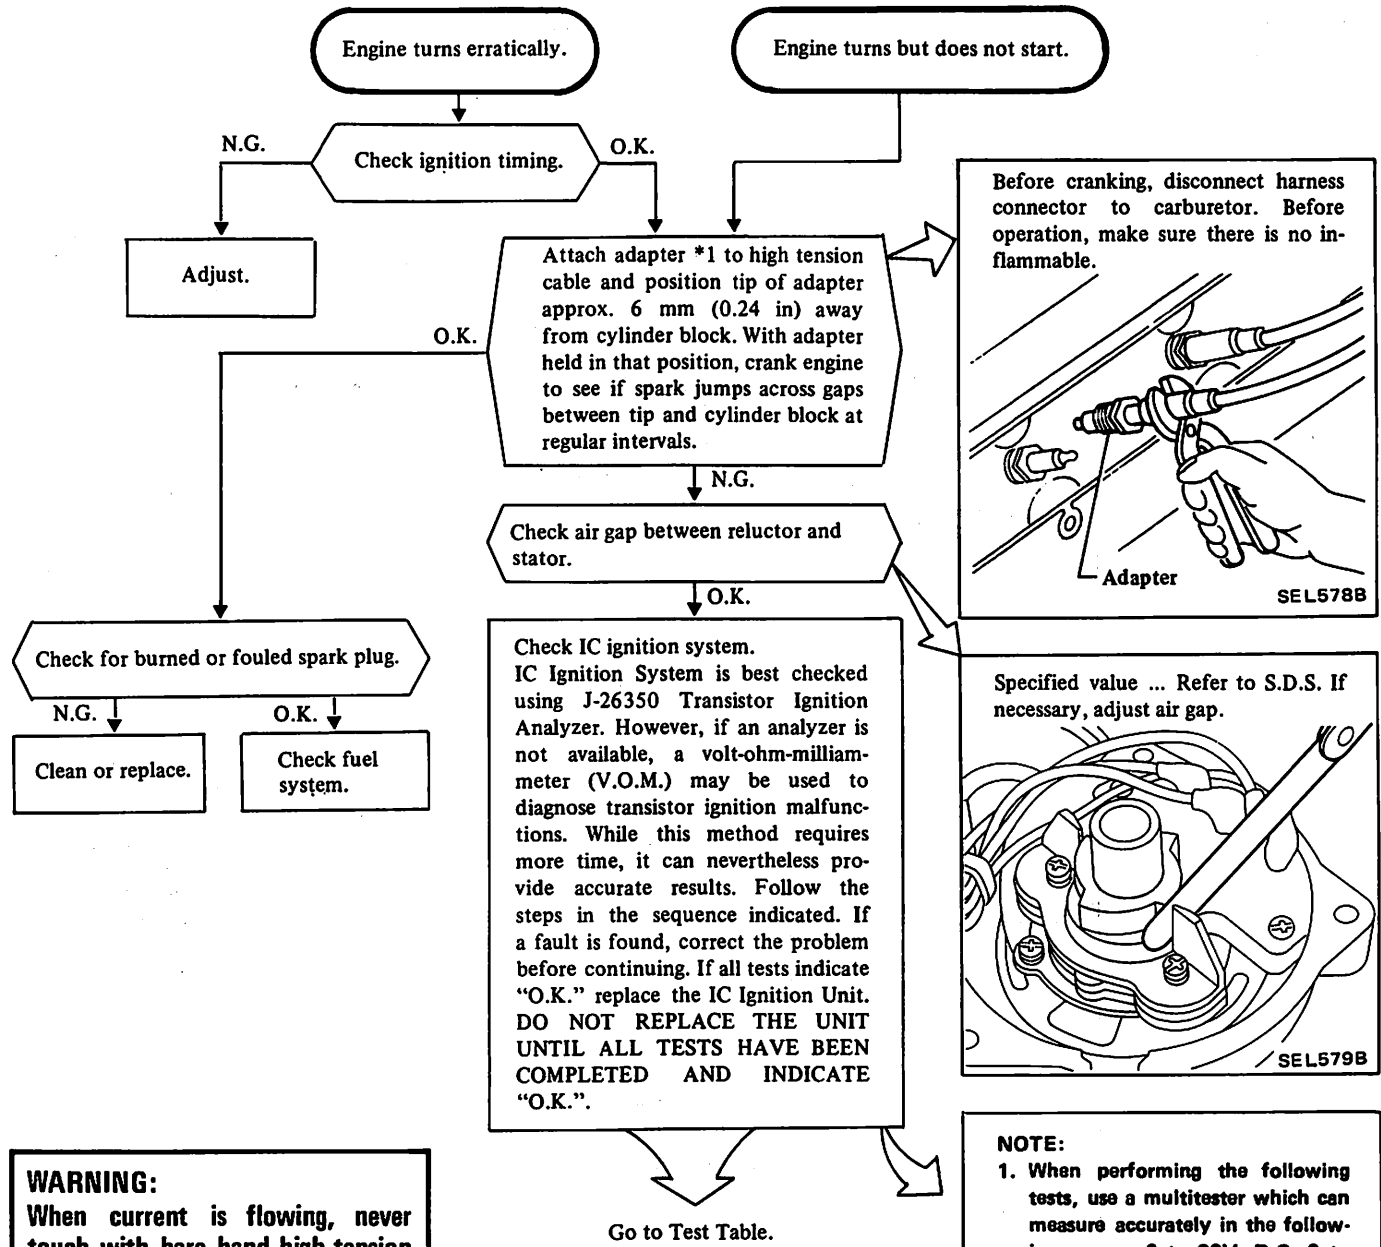 Engine turns erratically.
Engine turns but does not start.
N.G.
Check ignition timing.
O.K.
Adjust.
Attach adapter *1 to high tension
cable and position tip of adapter
approx. 6 mm (0.24 in) away
from cylinder block. With adapter
held in that position, crank engine
to see if spark jumps across gaps
between tip and cylinder block at
regular intervals.
O.K.
N.G.
Before cranking, disconnect harness
connector to carburetor. Before
operation, make sure there is no in-
flammable.
Adapter
SEL578B
Check air gap between reluctor and
stator.
O.K.
Check for burned or fouled spark plug.
N.G.
O.K.
Clean or replace.
Check fuel
system.
Check IC ignition system.
IC Ignition System is best checked
using J-26350 Transistor Ignition
Analyzer. However, if an analyzer is
not available, a volt-ohm-milliam-
meter (V.O.M.) may be used to
diagnose transistor ignition malfunc-
tions. While this method requires
more time, it can nevertheless pro-
vide accurate results. Follow the
steps in the sequence indicated. If
a fault is found, correct the problem
before continuing. If all tests indicate
“O.K.” replace the IC Ignition Unit.
DO NOT REPLACE THE UNIT
UNTIL ALL TESTS HAVE BEEN
COMPLETED AND INDICATE
“O.K.”.
Specified value ... Refer to S.D.S. If
necessary, adjust air gap.
SEL579B
WARNING:
When current is flowing, never
touch with bare hand high tension
Go to Test Table.
NOTE:
1. When performing the following
tests, use a multitester which can
measure accurately in the follow-